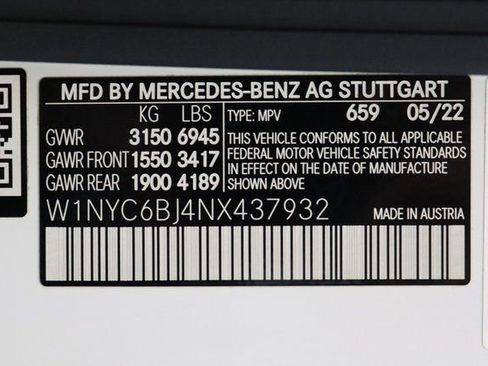 MFD BY MERCEDES-BENZ AG STUTTGART
KG LBS
GVWR 3150 6945
GAWR FRONT 1550 3417
GAWR REAR 1900 4189
TYPE: MPV 659 05/22
THIS VEHICLE CONFORMS TO ALL APPLICABLE
FEDERAL MOTOR VEHICLE SAFETY STANDARDS
IN EFFECT ON THE DATE OF MANUFACTURE
SHOWN ABOVE
W1NYC6BJ4NX437932
MADE IN AUSTRIA